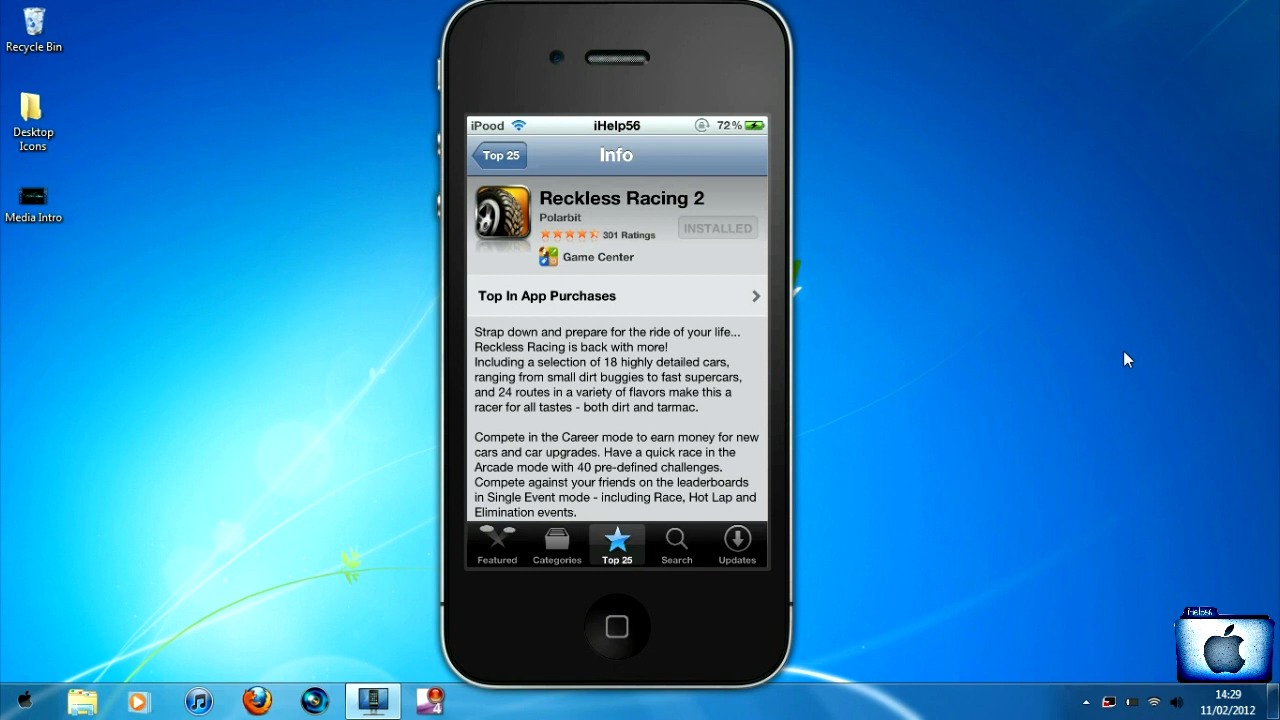 Recycle Bin
Desktop
Icons
Media Intro
iPood
iHelp56
72%
Top 25
Info
Reckless Racing 2
Polarbit
301 Ratings
INSTALLED
Game Center
Top In App Purchases
Strap down and prepare for the ride of your life...
Reckless Racing is back with more!
Including a selection of 18 highly detailed cars,
ranging from small dirt buggies to fast supercars,
and 24 routes in a variety of flavors make this a
racer for all tastes - both dirt and tarmac.
Compete in the Career mode to earn money for new
cars and car upgrades. Have a quick race in the
Arcade mode with 40 pre-defined challenges.
Compete against your friends on the leaderboards
in Single Event mode - including Race, Hot Lap and
Elimination events.
Featured
Categories
Top 25
Search
Updates
iHelp56
4
14:29
11/02/2012